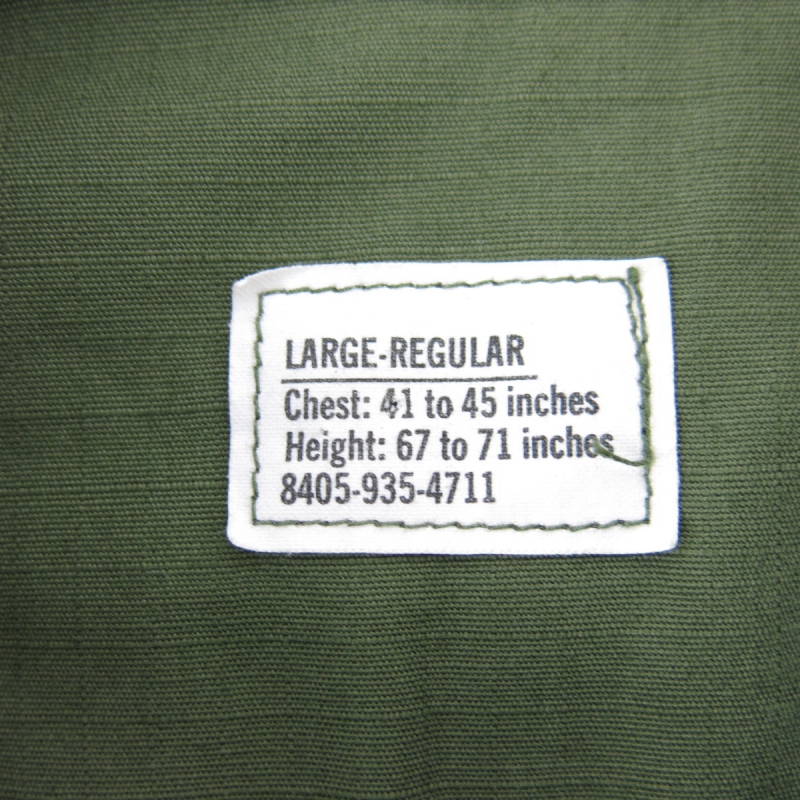 LARGE-REGULAR
Chest: 41 to 45 inches
Height: 67 to 71 inches
8405-935-4711